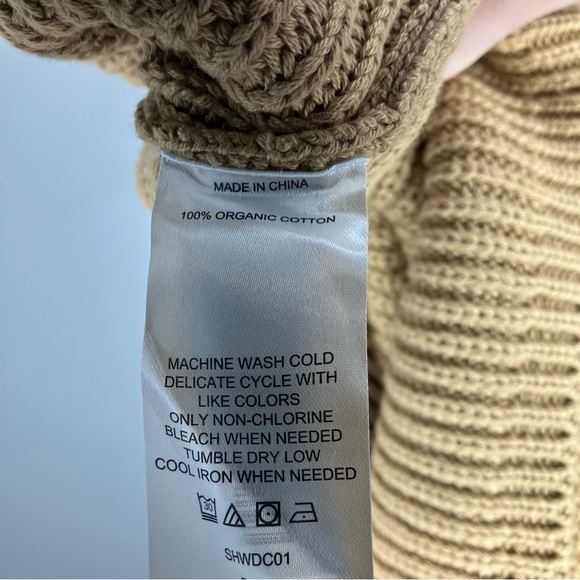 MADE IN CHINA
100% ORGANIC COTTON
MACHINE WASH COLD
DELICATE CYCLE WITH
LIKE COLORS
ONLY NON-CHLORINE
BLEACH WHEN NEEDED
TUMBLE DRY LOW
COOL IRON WHEN NEEDED
30
SHWDC01